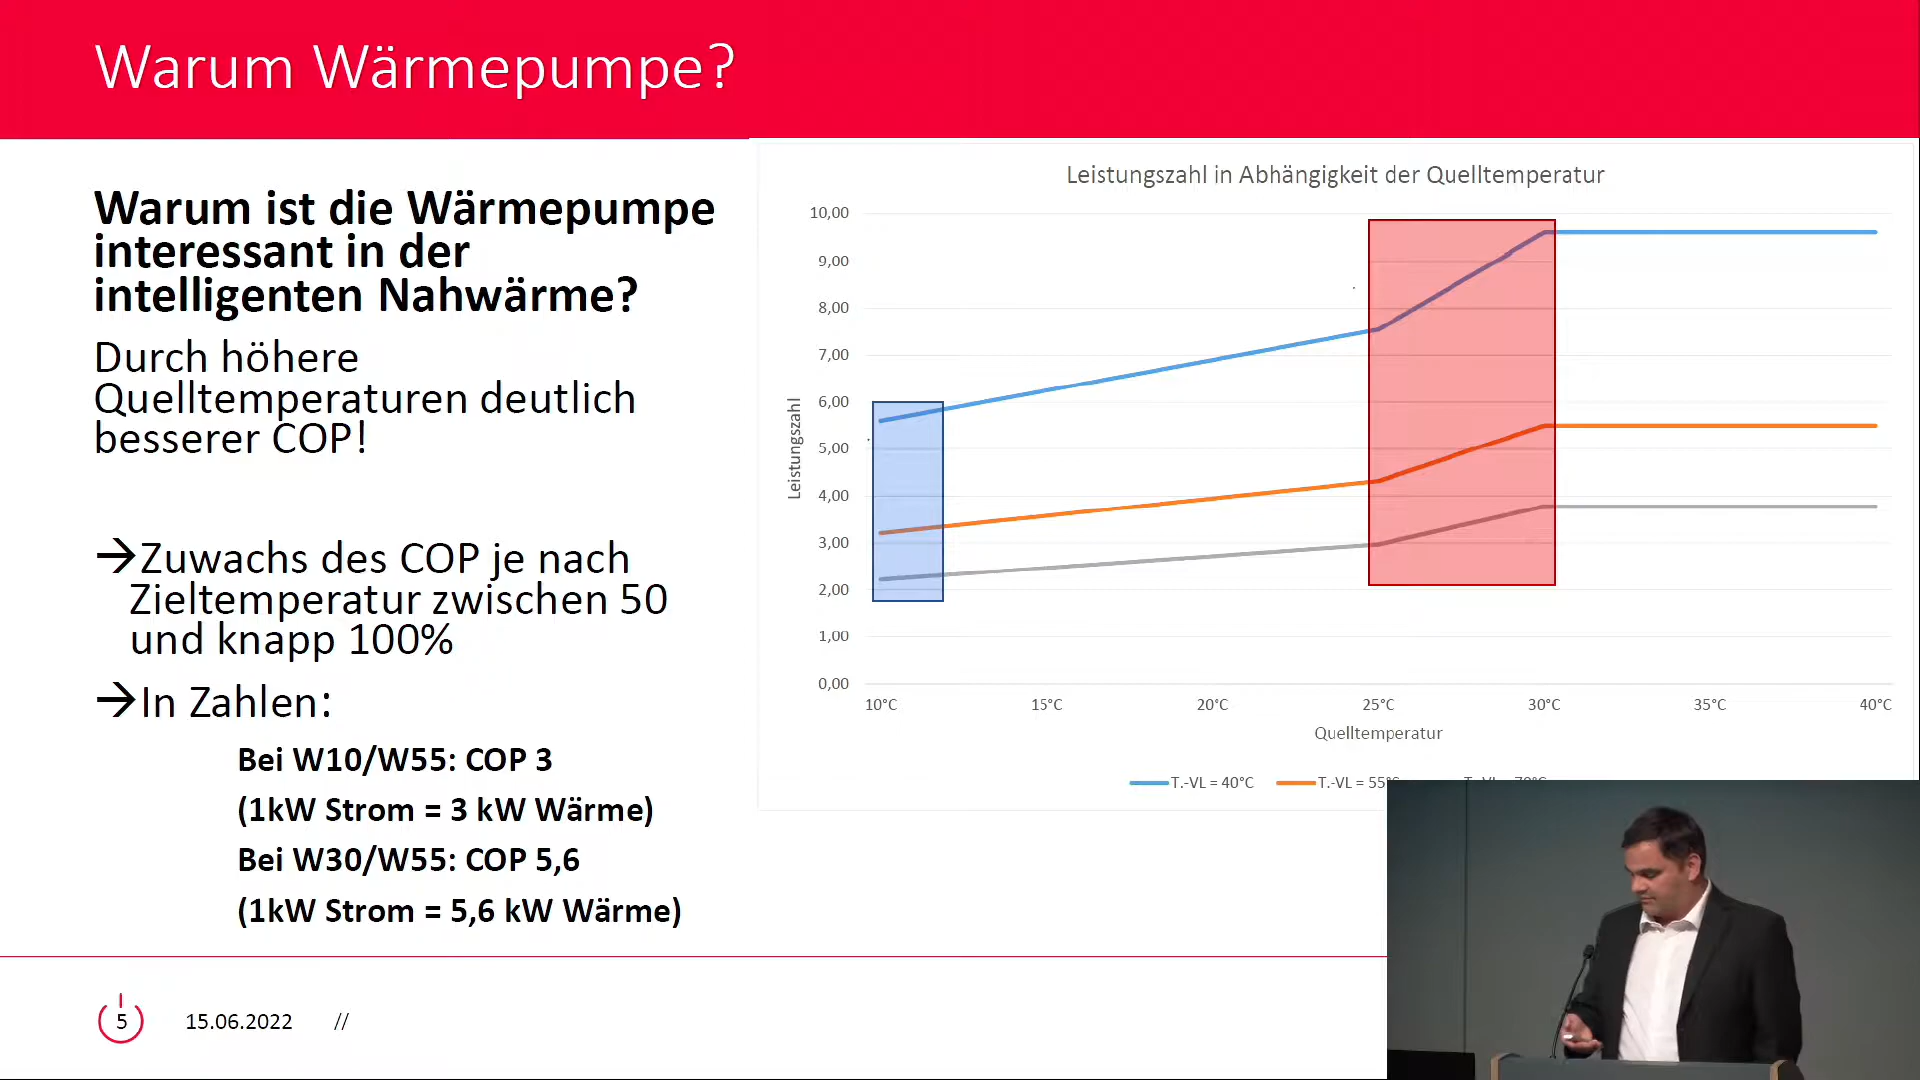 Warum Wärmepumpe?
Warum ist die Wärmepumpe
interessant in der
intelligenten Nahwärme?
Durch höhere
Quelltemperaturen deutlich
besserer COP!
→Zuwachs des COP je nach
Zieltemperatur zwischen 50
und knapp 100%
→In Zahlen:
Bei W10/W55: COP 3
(1kW Strom = 3 kW Wärme)
Bei W30/W55: COP 5,6
(1kW Strom = 5,6 kW Wärme)
Leistungszahl in Abhängigkeit der Quelltemperatur
Leistungszahl
10,00
9,00
8,00
7,00
6,00
5,00
4,00
3,00
2,00
1,00
0,00
10°C 15°C 20°C 25°C 30°C 35°C 40°C
Quelltemperatur
T.-VL = 40°C T.-VL = 55°C T.-VL = 70°C
5 15.06.2022 //